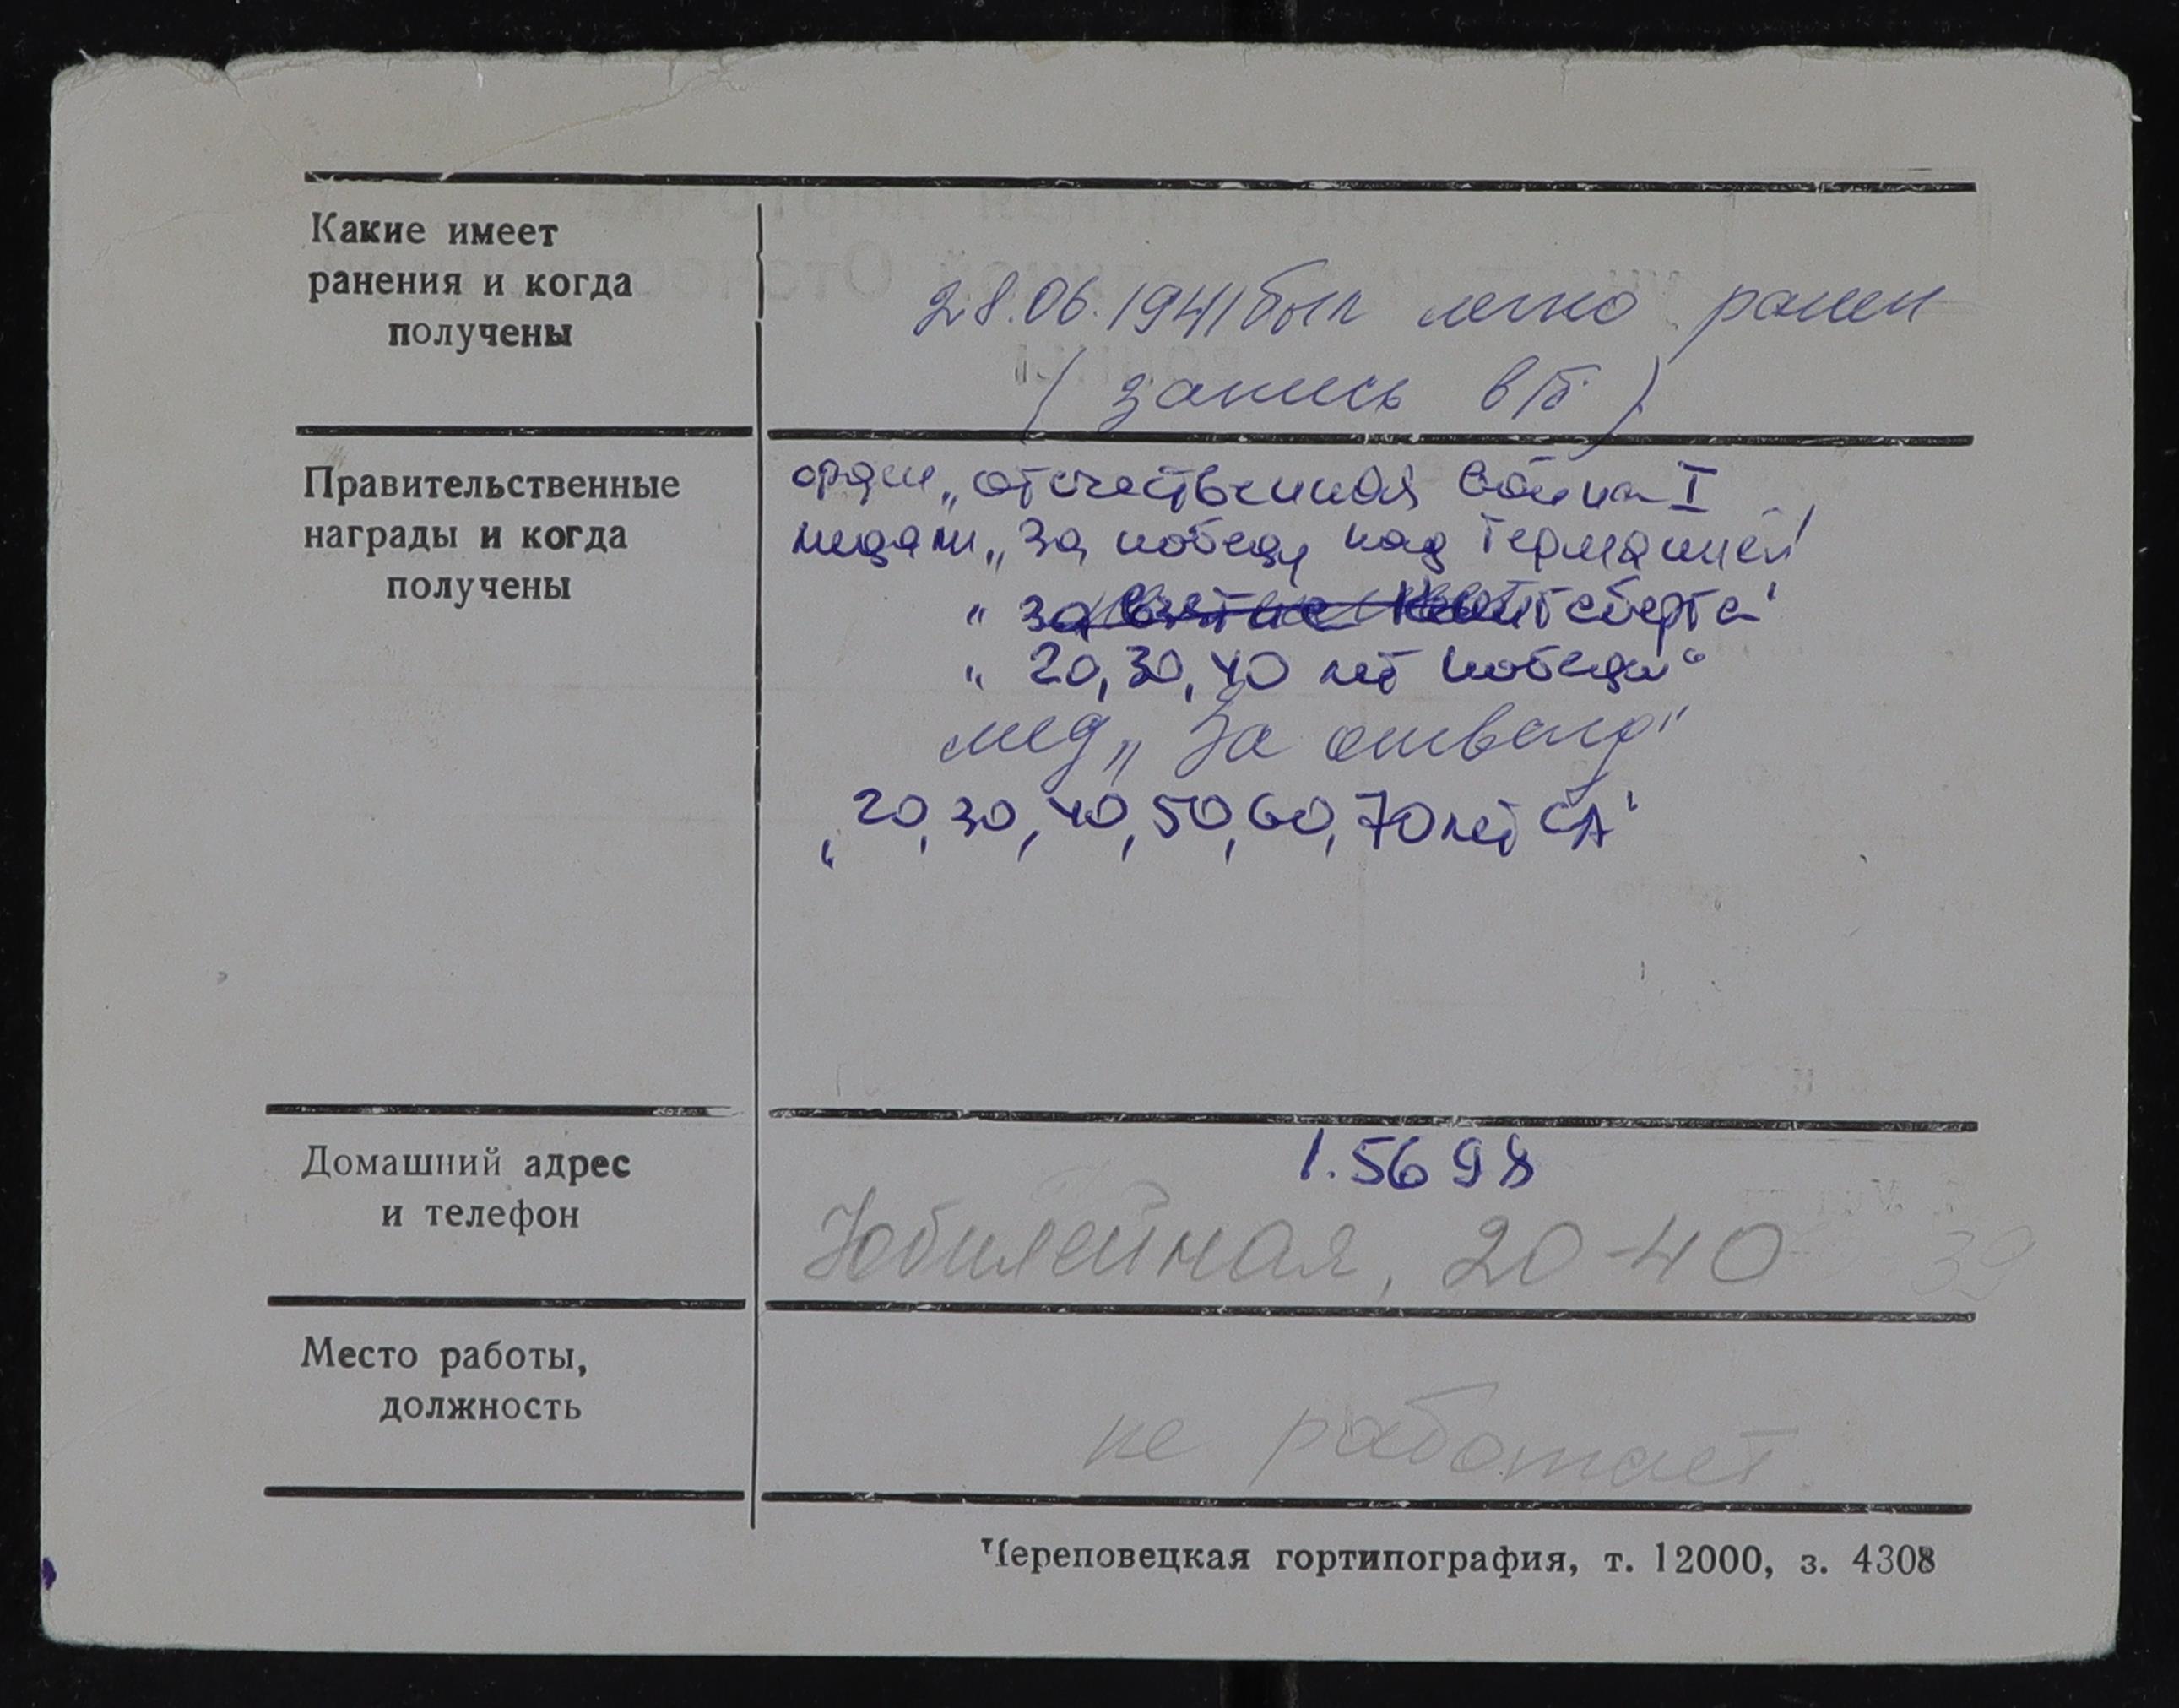 Какие имеет
ранения и когда
получены
28.06.1941 был легко ранен
(запись в ВБ)
Правительственные
награды и когда
получены
орден „отечественная война I
медали „За победу над Германией"
" за взятие Кенигсберга"
" 20, 30, 40 лет победы"
мед „За отвагу"
„20, 30, 40, 50, 60, 70 лет СА"
Домашний адрес
и телефон
1.5698
Юбилейная, 20-40
39
Место работы,
должность
не работает.
Череповецкая гортипография, т. 12000, з. 4308